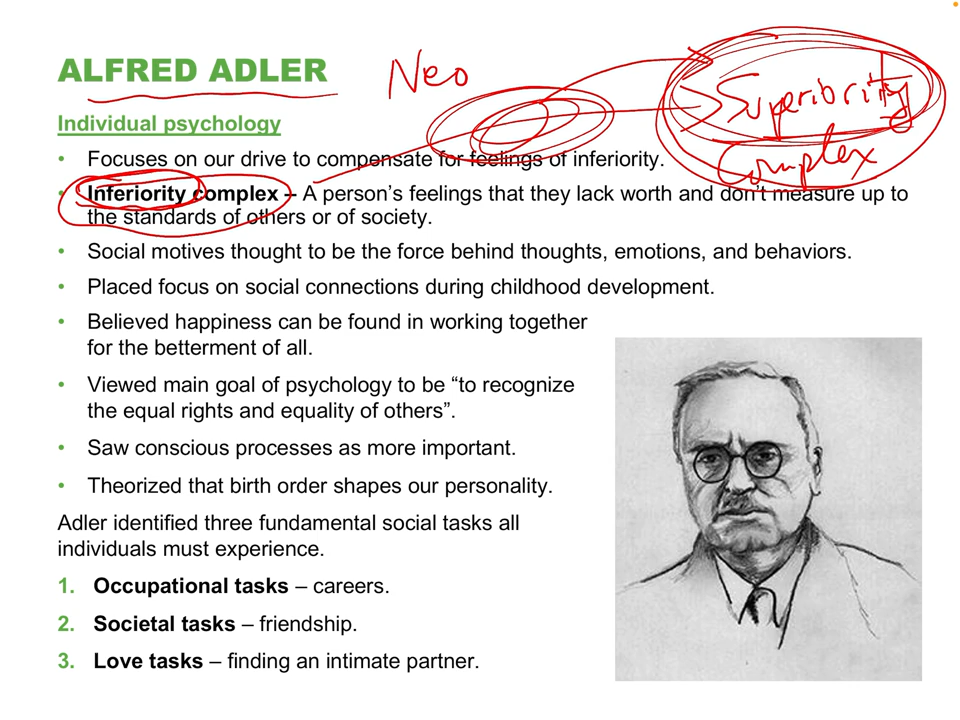 ALFRED ADLER
Neo
Superiority
Complex
Individual psychology
• Focuses on our drive to compensate for feelings of inferiority.
• Inferiority complex – A person’s feelings that they lack worth and don’t measure up to
the standards of others or of society.
• Social motives thought to be the force behind thoughts, emotions, and behaviors.
• Placed focus on social connections during childhood development.
• Believed happiness can be found in working together
for the betterment of all.
• Viewed main goal of psychology to be “to recognize
the equal rights and equality of others”.
• Saw conscious processes as more important.
• Theorized that birth order shapes our personality.
Adler identified three fundamental social tasks all
individuals must experience.
1. Occupational tasks – careers.
2. Societal tasks – friendship.
3. Love tasks – finding an intimate partner.